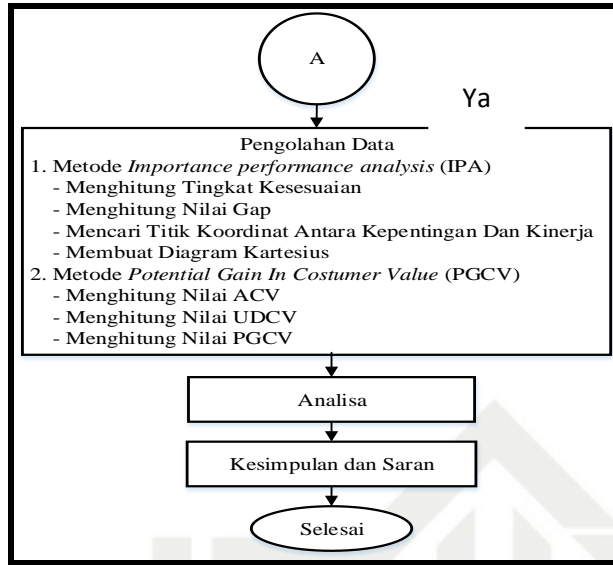 A
Ya
Pengolahan Data
1. Metode Importance performance analysis (IPA)
- Menghitung Tingkat Kesesuaian
- Menghitung Nilai Gap
- Mencari Titik Koordinat Antara Kepentingan Dan Kinerja
- Membuat Diagram Kartesius
2. Metode Potential Gain In Costumer Value (PGCV)
- Menghitung Nilai ACV
- Menghitung Nilai UDCV
- Menghitung Nilai PGCV
Analisa
Kesimpulan dan Saran
Selesai